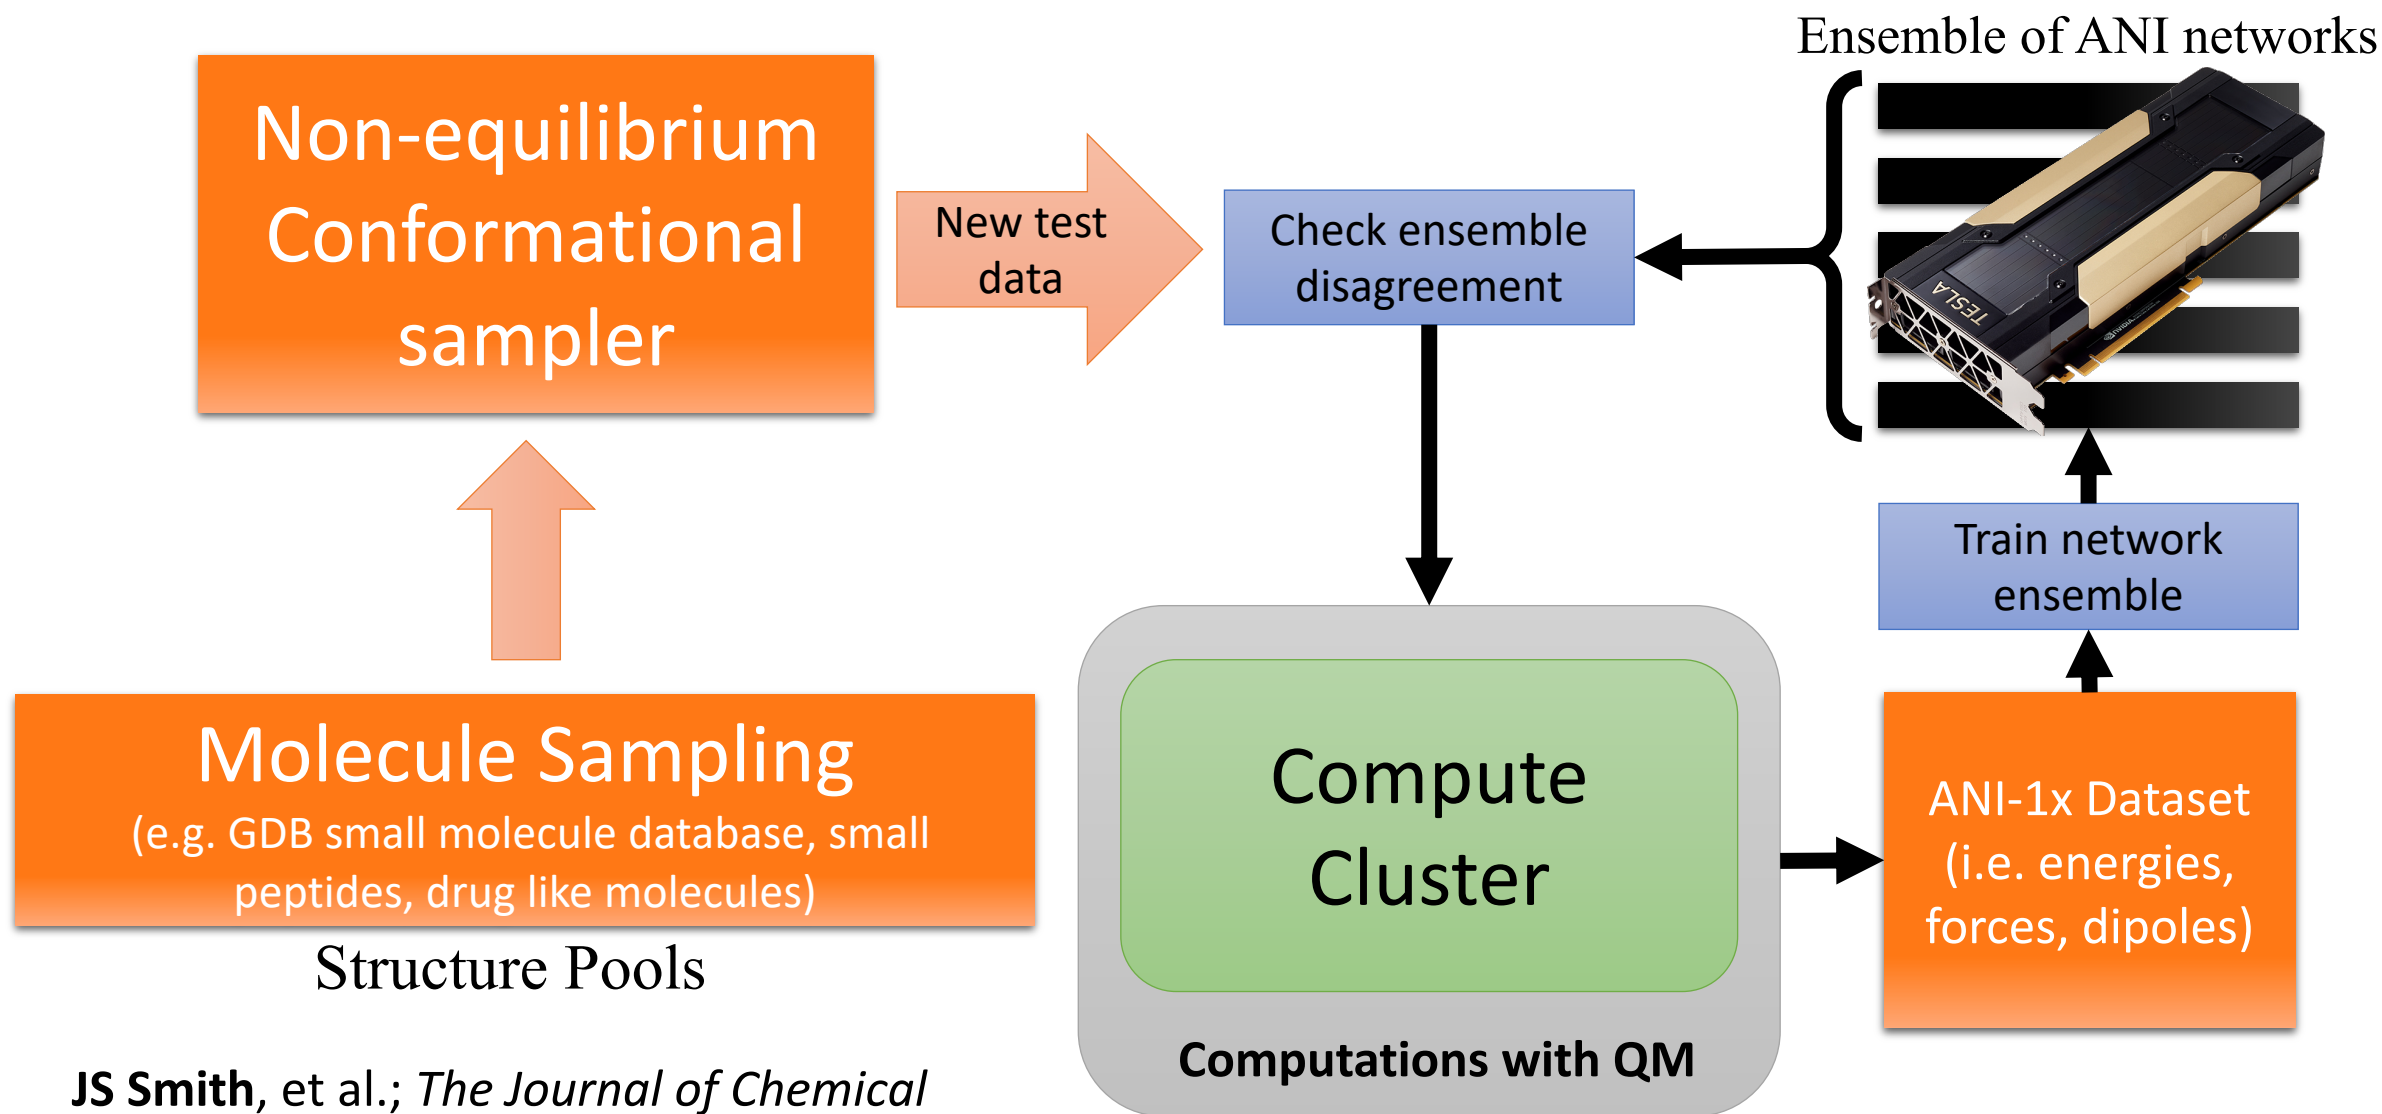 Ensemble of ANI networks
Non-equilibrium
Conformational
sampler
New test
data
Check ensemble
disagreement
TESLA
Train network
ensemble
Molecule Sampling
(e.g. GDB small molecule database, small
peptides, drug like molecules)
Structure Pools
Compute
Cluster
Computations with QM
ANI-1x Dataset
(i.e. energies,
forces, dipoles)
JS Smith, et al.; The Journal of Chemical